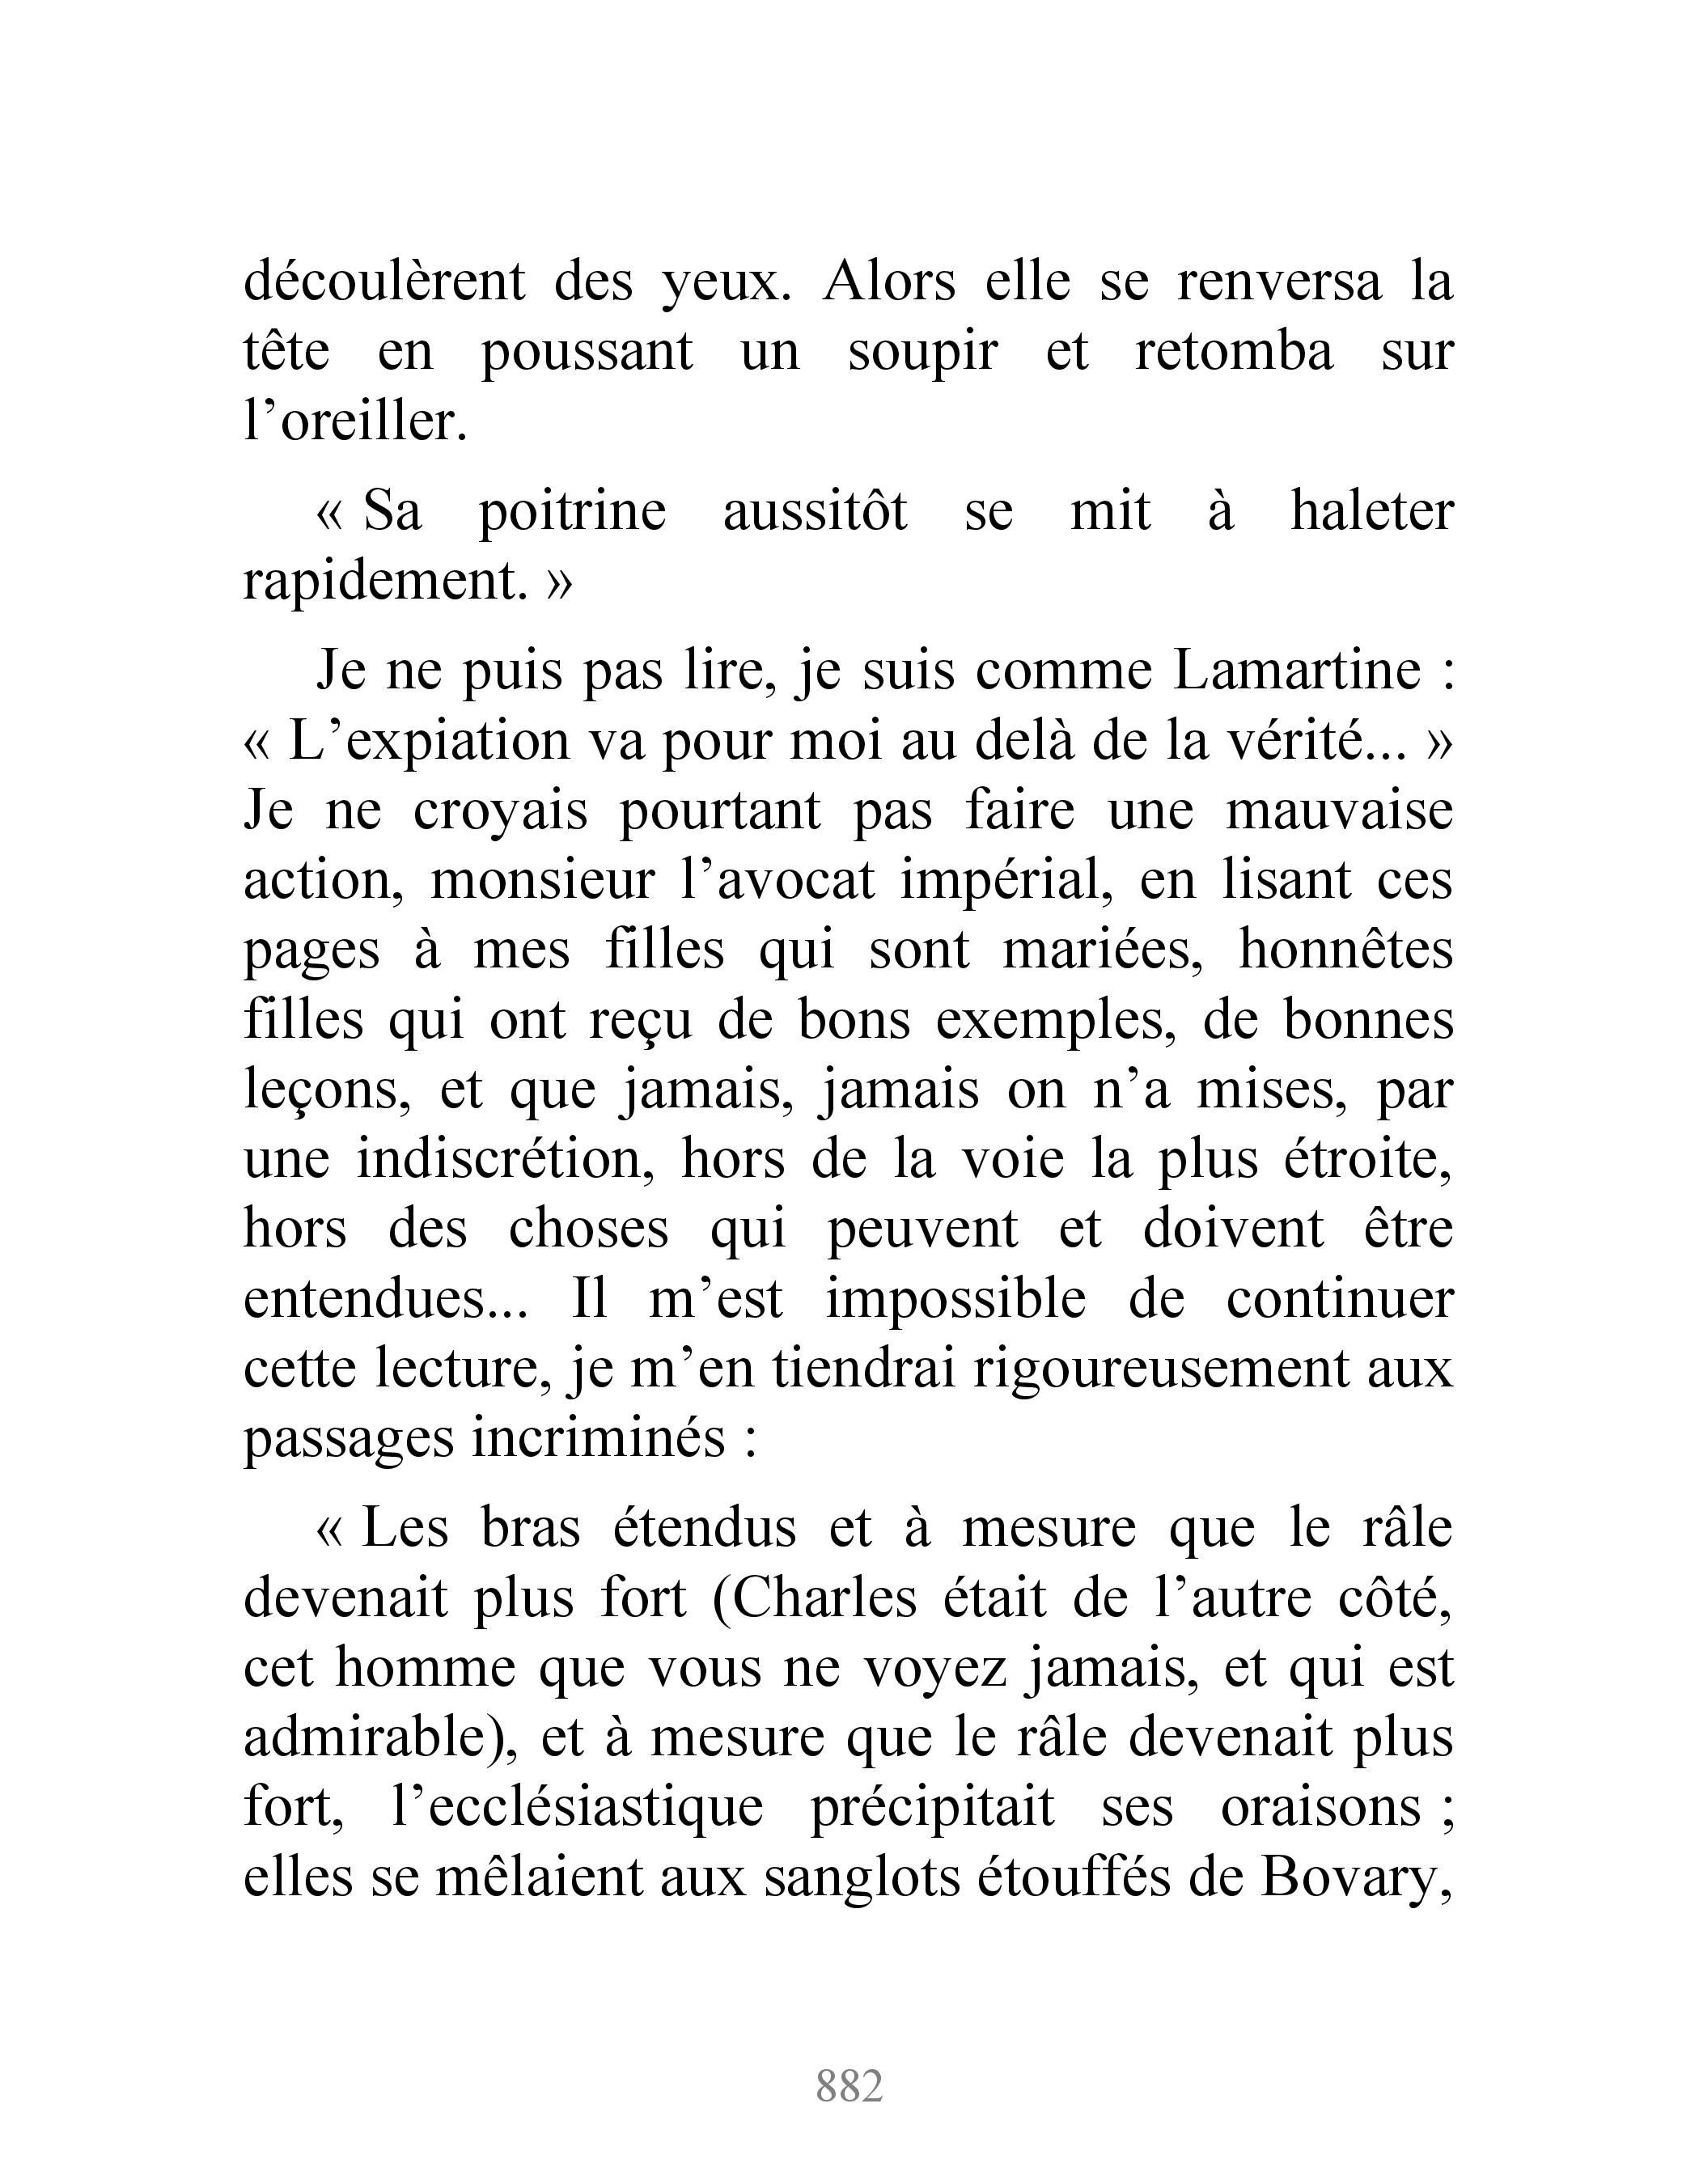 découlèrent des yeux. Alors elle se renversa la
tête en poussant un soupir et retomba sur
l’oreiller.
« Sa poitrine aussitôt se mit à haleter
rapidement. »
Je ne puis pas lire, je suis comme Lamartine :
« L’expiation va pour moi au delà de la vérité... »
Je ne croyais pourtant pas faire une mauvaise
action, monsieur l’avocat impérial, en lisant ces
pages à mes filles qui sont mariées, honnêtes
filles qui ont reçu de bons exemples, de bonnes
leçons, et que jamais, jamais on n’a mises, par
une indiscrétion, hors de la voie la plus étroite,
hors des choses qui peuvent et doivent être
entendues... Il m’est impossible de continuer
cette lecture, je m’en tiendrai rigoureusement aux
passages incriminés :
« Les bras étendus et à mesure que le râle
devenait plus fort (Charles était de l’autre côté,
cet homme que vous ne voyez jamais, et qui est
admirable), et à mesure que le râle devenait plus
fort, l’ecclésiastique précipitait ses oraisons ;
elles se mêlaient aux sanglots étouffés de Bovary,
882